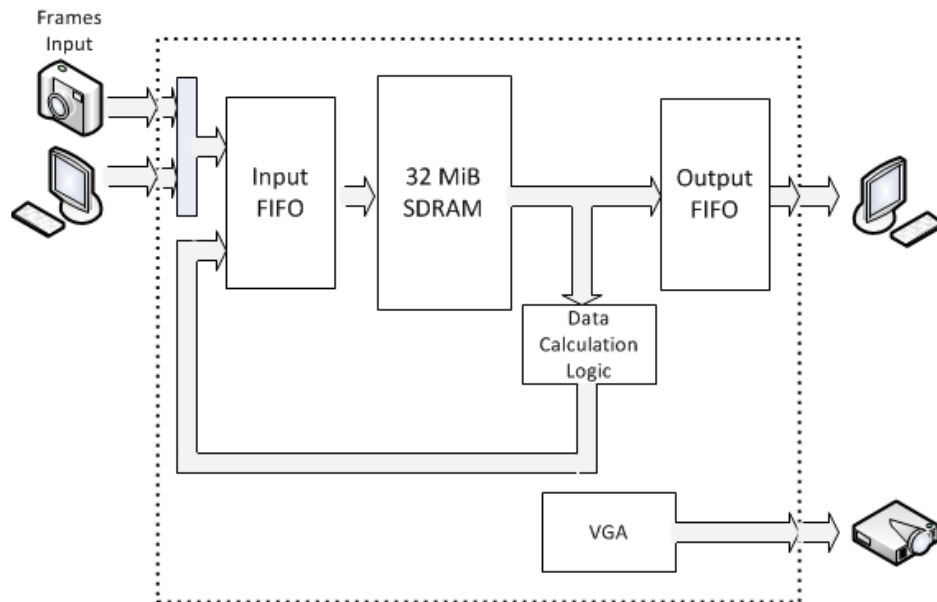 Frames
Input
Input
FIFO
32 MiB
SDRAM
Output
FIFO
Data
Calculation
Logic
VGA